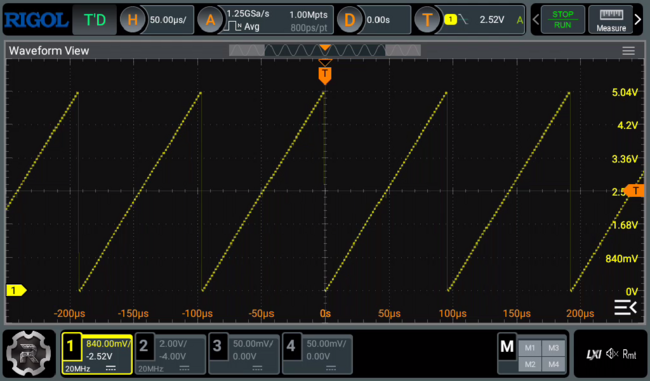 RIGOL T'D H 50.00µs/ A 1.25GSa/s Avg 1.00Mpts 800ps/pt D 0.00s T 1 2.52V A STOP RUN Measure
Waveform View
T
5.04V
4.2V
3.36V
2.5 T
1.68V
840mV
1 0V
-200µs -150µs -100µs -50µs 0s 50µs 100µs 150µs 200µs
1 840.00mV/ -2.52V 20MHz
2 2.00V/ -4.00V 20MHz
3 50.00mV/ 0.00V
4 50.00mV/ 0.00V
M M1 M3 M2 M4
LXI Rmt